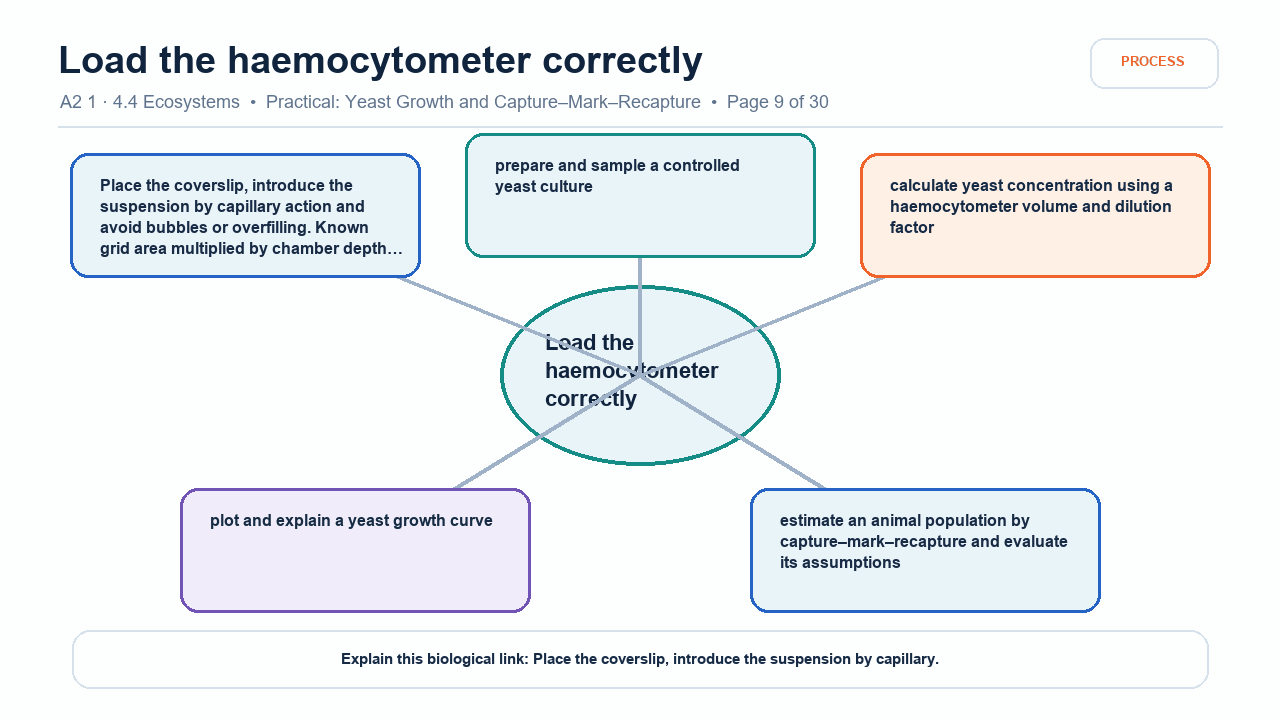 Load the haemocytometer correctly
PROCESS
A2 1 · 4.4 Ecosystems • Practical: Yeast Growth and Capture–Mark–Recapture • Page 9 of 30
Place the coverslip, introduce the
suspension by capillary action and
avoid bubbles or overfilling. Known
grid area multiplied by chamber depth…
prepare and sample a controlled
yeast culture
calculate yeast concentration using a
haemocytometer volume and dilution
factor
Load the
haemocytometer
correctly
plot and explain a yeast growth curve
estimate an animal population by
capture–mark–recapture and evaluate
its assumptions
Explain this biological link: Place the coverslip, introduce the suspension by capillary.